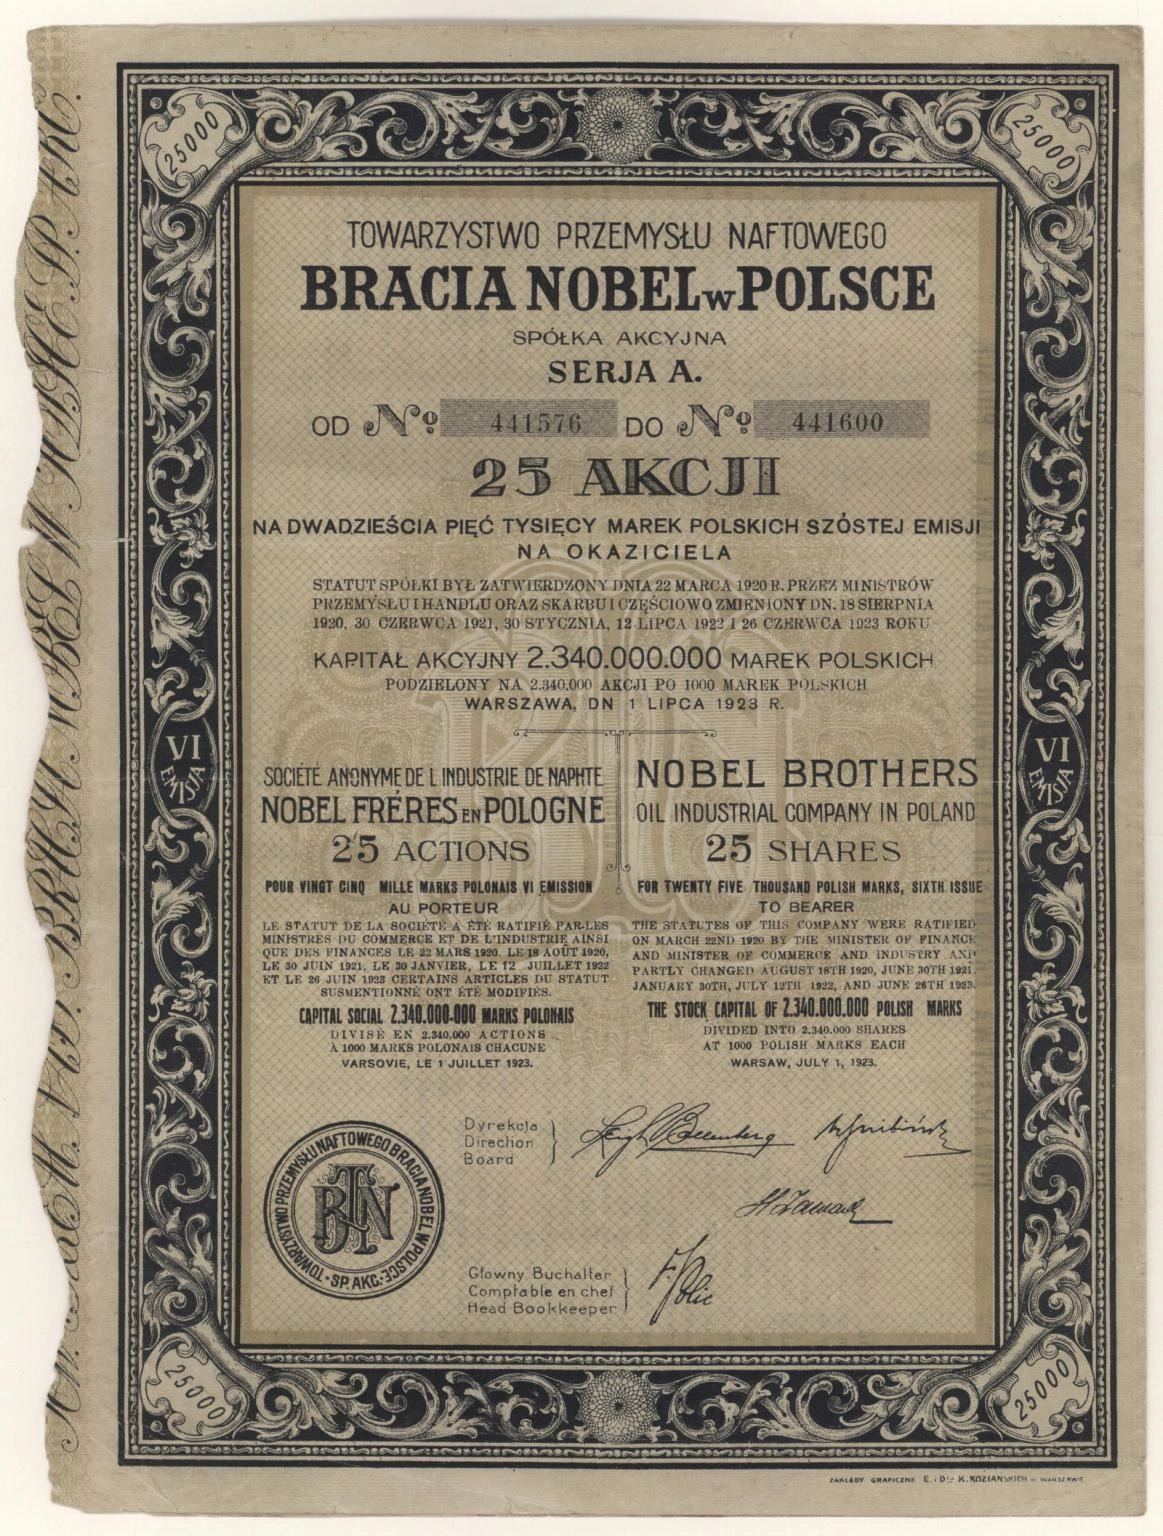 25000
25000
TOWARZYSTWO PRZEMYSŁU NAFTOWEGO
BRACIA NOBEL w POLSCE
SPÓŁKA AKCYJNA
SERJA A.
OD № 441576 DO № 441600
25 AKCJI
NA DWADZIEŚCIA PIĘĆ TYSIĘCY MAREK POLSKICH SZÓSTEJ EMISJI
NA OKAZICIELA
STATUT SPÓŁKI BYŁ ZATWIERDZONY DNIA 22 MARCA 1920 R. PRZEZ MINISTRÓW
PRZEMYSŁU I HANDLU ORAZ SKARBU I CZĘŚCIOWO ZMIENIONY DN. 18 SIERPNIA
1920, 30 CZERWCA 1921, 30 STYCZNIA, 12 LIPCA 1922 I 26 CZERWCA 1923 ROKU
KAPITAŁ AKCYJNY 2.340.000.000 MAREK POLSKICH
PODZIELONY NA 2.340.000 AKCJI PO 1000 MAREK POLSKICH
WARSZAWA, DN 1 LIPCA 1923 R.
VI
EMISJA
VI
EMISJA
SOCIÉTÉ ANONYME DE L INDUSTRIE DE NAPHTE
NOBEL FRÉRES EN POLOGNE
25 ACTIONS
POUR VINGT CINQ MILLE MARKS POLONAIS VI EMISSION
AU PORTEUR
LE STATUT DE LA SOCIÉTÉ A ÉTÉ RATIFIÉ PAR LES
MINISTRES DU COMMERCE ET DE L'INDUSTRIE AINSI
QUE DES FINANCES LE 22 MARS 1920. LE 18 AOÛT 1920,
LE 30 JUIN 1921, LE 30 JANVIER, LE 12 JUILLET 1922
ET LE 26 JUIN 1923 CERTAINS ARTICLES DU STATUT
SUSMENTIONNÉ ONT ÉTÉ MODIFIÉS.
CAPITAL SOCIAL 2.340.000.000 MARKS POLONAIS
DIVISÉ EN 2.340.000 ACTIONS
À 1000 MARKS POLONAIS CHACUNE
VARSOVIE, LE 1 JUILLET 1923.
NOBEL BROTHERS
OIL INDUSTRIAL COMPANY IN POLAND
25 SHARES
FOR TWENTY FIVE THOUSAND POLISH MARKS, SIXTH ISSUE
TO BEARER
THE STATUTES OF THIS COMPANY WERE RATIFIED
ON MARCH 22ND 1920 BY THE MINISTER OF FINANCE
AND MINISTER OF COMMERCE AND INDUSTRY AND
PARTLY CHANGED AUGUST 18TH 1920, JUNE 30TH 1921,
JANUARY 30TH, JULY 12TH 1922, AND JUNE 26TH 1923.
THE STOCK CAPITAL OF 2.340.000.000 POLISH MARKS
DIVIDED INTO 2.340.000 SHARES
AT 1000 POLISH MARKS EACH
WARSAW, JULY 1, 1923.
Dyrekcja
Direction
Board
TOWARZYSTWO PRZEMYSŁU NAFTOWEGO BRACIA NOBEL W POLSCE
SP. AKC.
BTN
Główny Buchalter
Comptable en chef
Head Bookkeeper
25000
25000
ZAKŁADY GRAFICZNE E. i Dra K. KOZIAŃSKICH W WARSZAWIE